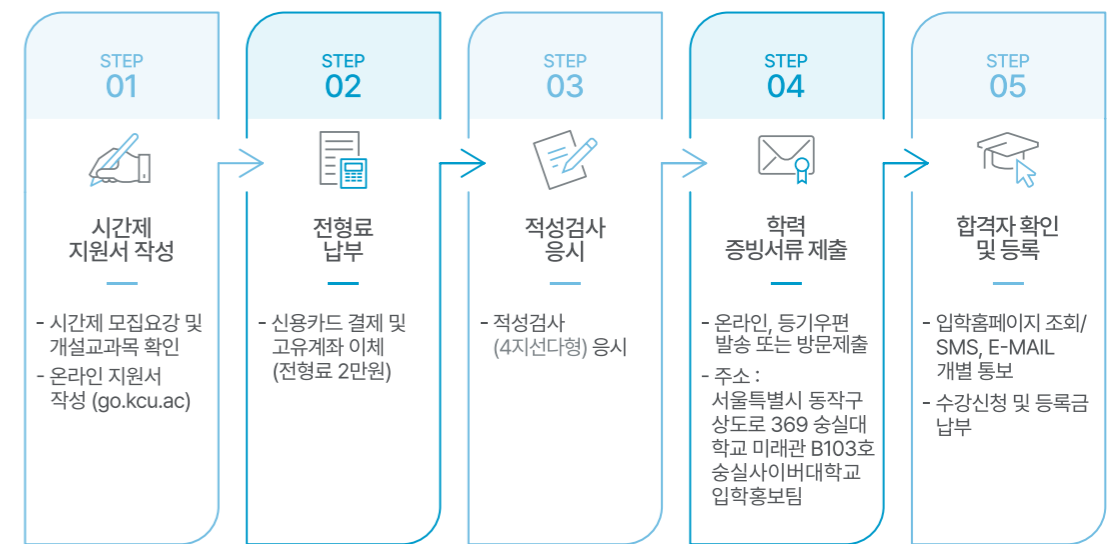 STEP
01
시간제
지원서 작성
- 시간제 모집요강 및
개설교과목 확인
- 온라인 지원서
작성 (go.kcu.ac)
STEP
02
전형료
납부
- 신용카드 결제 및
고유계좌 이체
(전형료 2만원)
STEP
03
적성검사
응시
- 적성검사
(4지선다형) 응시
STEP
04
학력
증빙서류 제출
- 온라인, 등기우편
발송 또는 방문제출
- 주소 :
서울특별시 동작구
상도로 369 숭실대
학교 미래관 B103호
숭실사이버대학교
입학홍보팀
STEP
05
합격자 확인
및 등록
- 입학홈페이지 조회/
SMS, E-MAIL
개별 통보
- 수강신청 및 등록금
납부